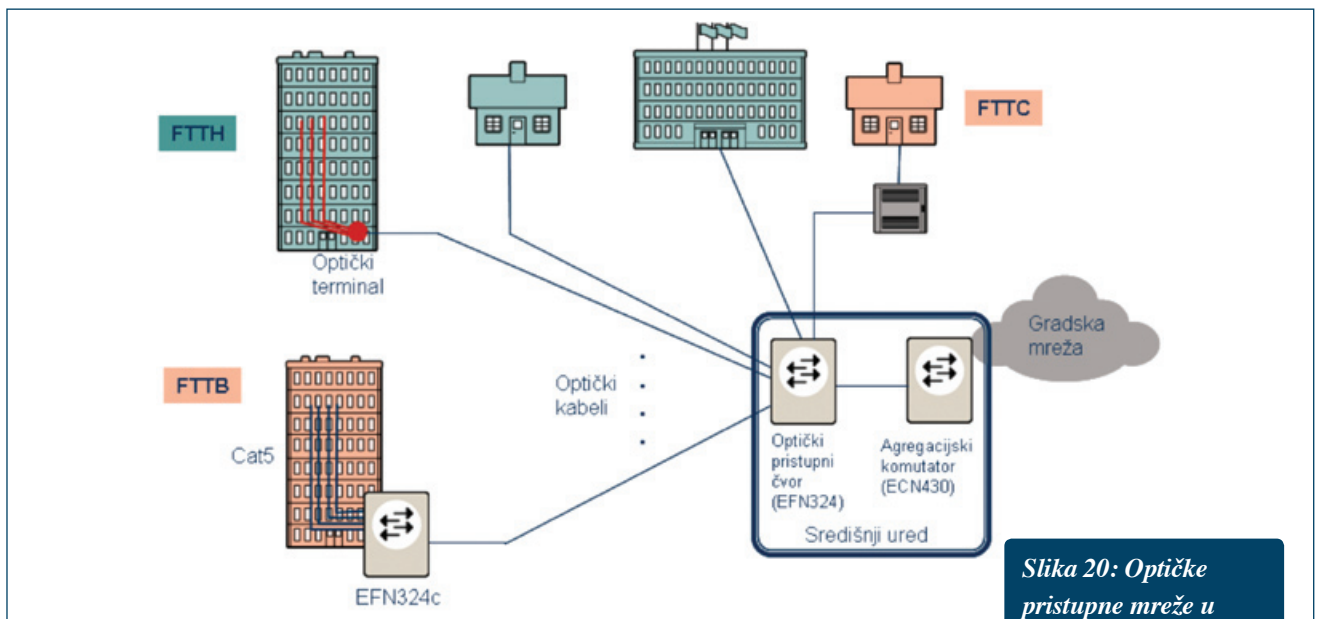 FTTH
FTTC
Optički
terminal
Gradska
mreža
FTTB
Optički
kabeli
Cat5
Optički
pristupni
čvor
(EFN324)
Agregacijski
komutator
(ECN430)
Središnji ured
EFN324c
Slika 20: Optičke
pristupne mreže u